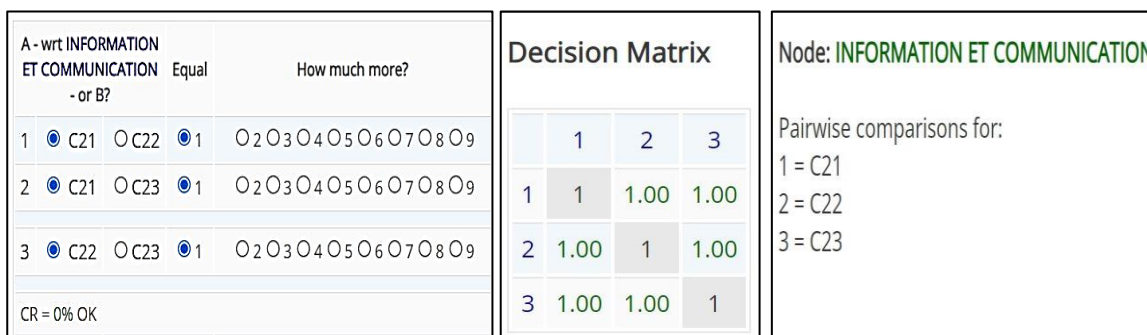 A - wrt INFORMATION
ET COMMUNICATION Equal How much more?
- or B?
1 C21 C22 1 2 3 4 5 6 7 8 9
2 C21 C23 1 2 3 4 5 6 7 8 9
3 C22 C23 1 2 3 4 5 6 7 8 9
CR = 0% OK
Decision Matrix
1 2 3
1 1 1.00 1.00
2 1.00 1 1.00
3 1.00 1.00 1
Node: INFORMATION ET COMMUNICATION
Pairwise comparisons for:
1 = C21
2 = C22
3 = C23